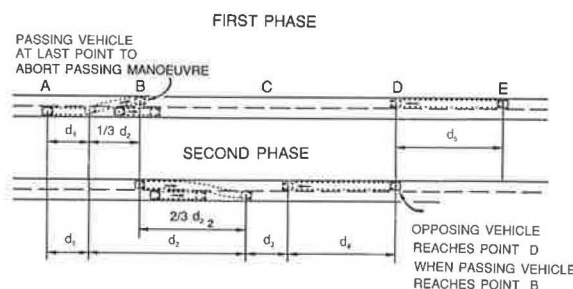 FIRST PHASE
PASSING VEHICLE
AT LAST POINT TO
ABORT PASSING MANOEUVRE
A B C D E
d₁ 1/3 d₂ d₅
SECOND PHASE
2/3 d₂ 2
d₁ d₂ d₃ d₄
OPPOSING VEHICLE
REACHES POINT D
WHEN PASSING VEHICLE
REACHES POINT B